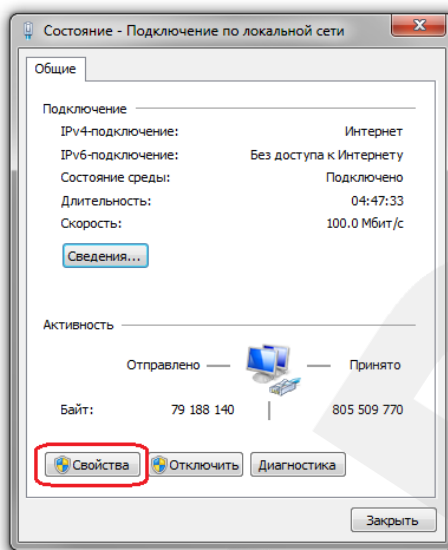 Состояние - Подключение по локальной сети
Общие
Подключение
IPv4-подключение: Интернет
IPv6-подключение: Без доступа к Интернету
Состояние среды: Подключено
Длительность: 04:47:33
Скорость: 100.0 Мбит/с
Сведения...
Активность
Отправлено — — Принято
Байт: 79 188 140 | 805 509 770
Свойства Отключить Диагностика
Закрыть